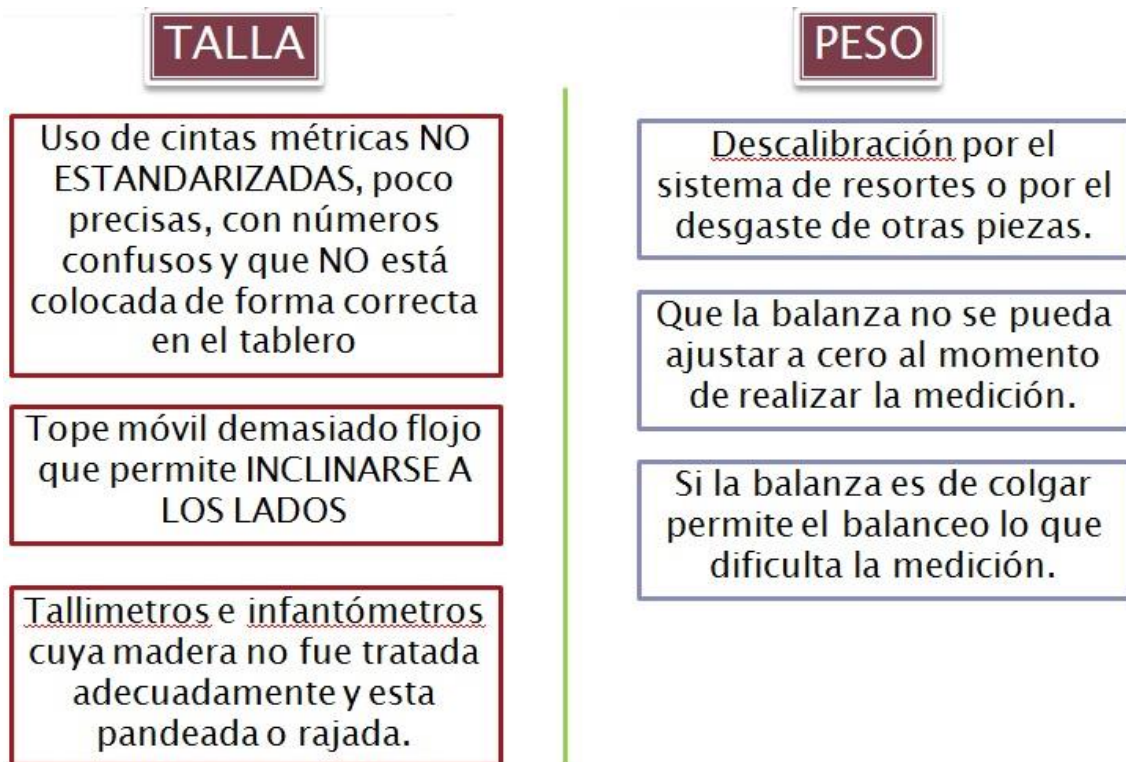 TALLA
Uso de cintas métricas NO
ESTANDARIZADAS, poco
precisas, con números
confusos y que NO está
colocada de forma correcta
en el tablero
Tope móvil demasiado flojo
que permite INCLINARSE A
LOS LADOS
Tallimetros e infantómetros
cuya madera no fue tratada
adecuadamente y esta
pandeada o rajada.
PESO
Descalibración por el
sistema de resortes o por el
desgaste de otras piezas.
Que la balanza no se pueda
ajustar a cero al momento
de realizar la medición.
Si la balanza es de colgar
permite el balanceo lo que
dificulta la medición.